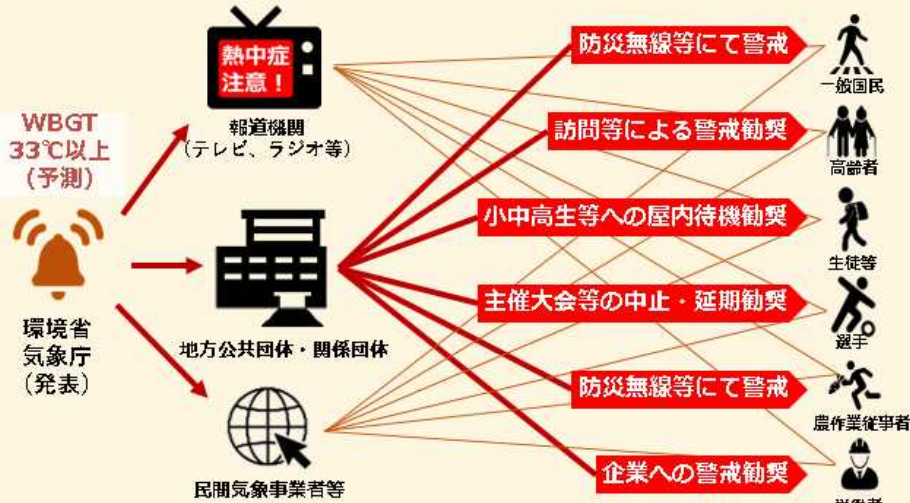 熱中症
注意！
報道機関
（テレビ、ラジオ等）
WBGT
33℃以上
(予測)
環境省
気象庁
(発表)
地方公共団体・関係団体
民間気象事業者等
防災無線等にて警戒
訪問等による警戒勧奨
小中高生等への屋内待機勧奨
主催大会等の中止・延期勧奨
防災無線等にて警戒
企業への警戒勧奨
一般国民
高齢者
生徒等
選手
農作業従事者